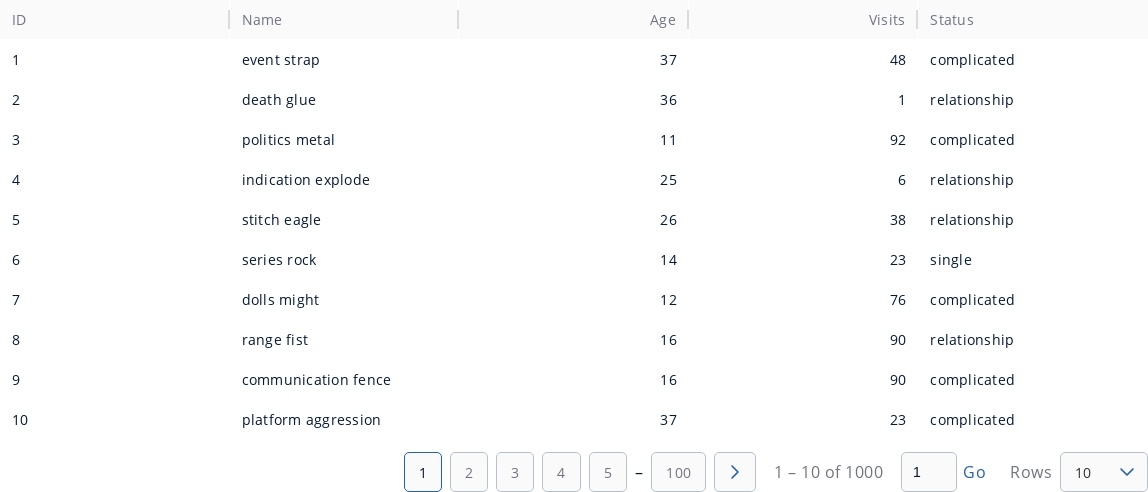 ID Name Age Visits Status
1 event strap 37 48 complicated
2 death glue 36 1 relationship
3 politics metal 11 92 complicated
4 indication explode 25 6 relationship
5 stitch eagle 26 38 relationship
6 series rock 14 23 single
7 dolls might 12 76 complicated
8 range fist 16 90 relationship
9 communication fence 16 90 complicated
10 platform aggression 37 23 complicated
1 2 3 4 5 – 100 1 – 10 of 1000 1 Go Rows 10